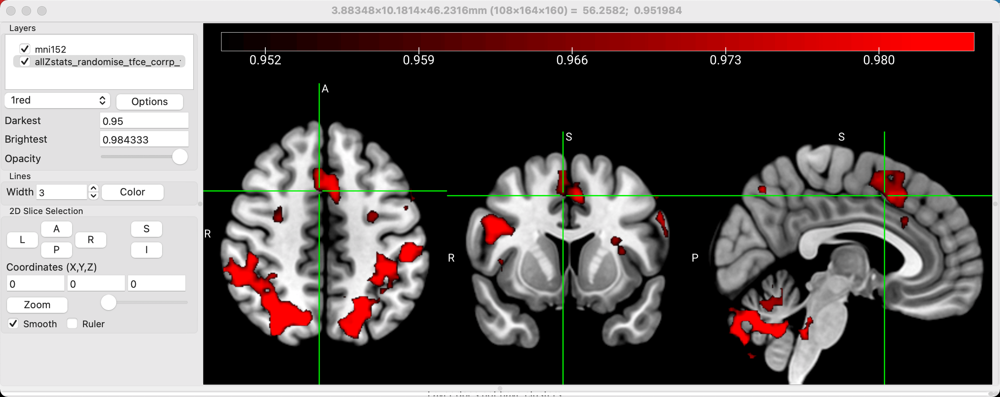 3.88348×10.1814×46.2316mm (108×164×160) = 56.2582; 0.951984
Layers
mni152
allZstats_randomise_tfce_corrp_
1red
Options
Darkest
0.95
Brightest
0.984333
Opacity
Lines
Width
3
Color
2D Slice Selection
A
S
L
R
P
I
Coordinates (X,Y,Z)
0
0
0
Zoom
Smooth
Ruler
0.952 0.959 0.966 0.973 0.980
A
S
S
R
R
P